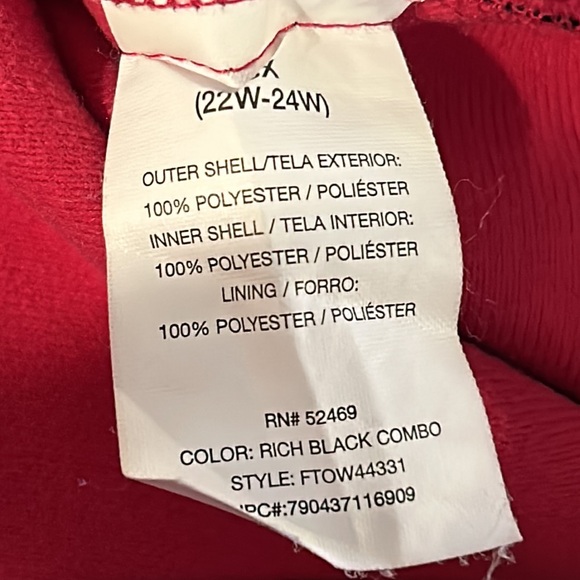 (22W-24W)
OUTER SHELL/TELA EXTERIOR:
100% POLYESTER / POLIÉSTER
INNER SHELL / TELA INTERIOR:
100% POLYESTER / POLIÉSTER
LINING / FORRO:
100% POLYESTER / POLIÉSTER
RN# 52469
COLOR: RICH BLACK COMBO
STYLE: FTOW44331
PC#:790437116909